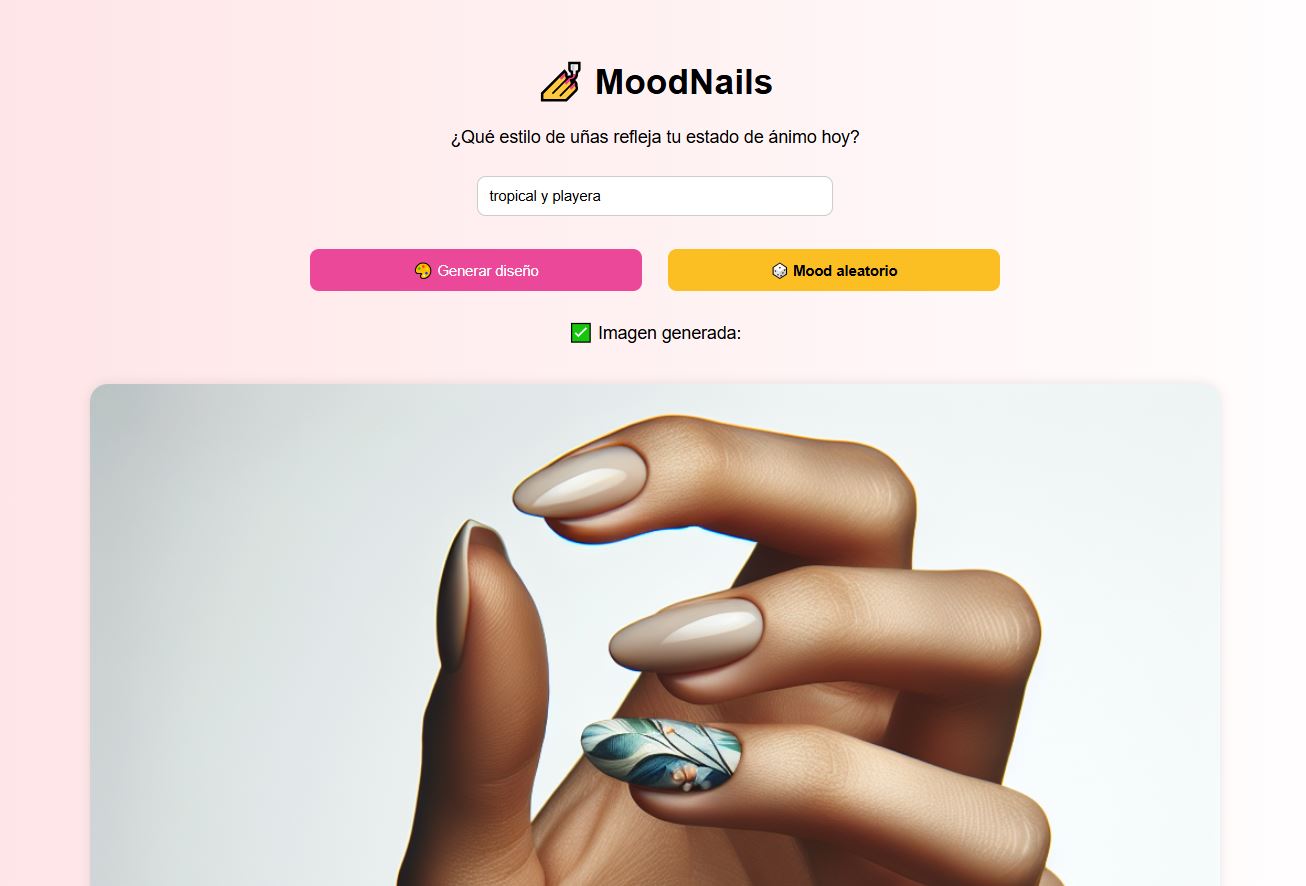 MoodNails
¿Qué estilo de uñas refleja tu estado de ánimo hoy?
tropical y playera
Generar diseño
Mood aleatorio
Imagen generada: